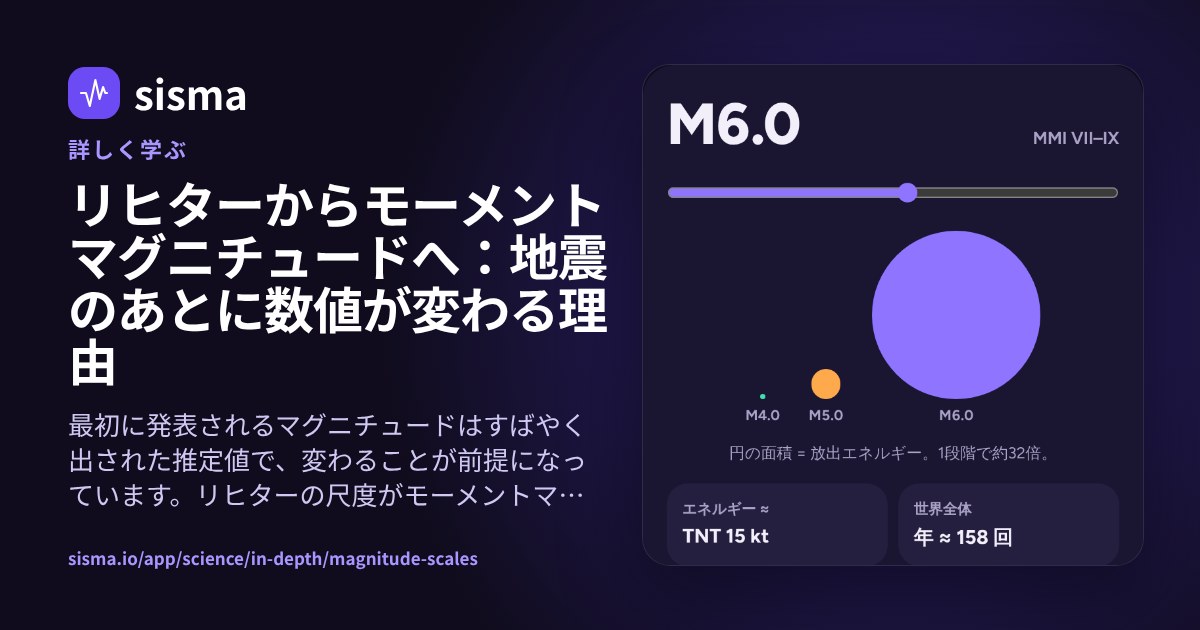 sisma
詳しく学ぶ
リヒターからモーメント
マグニチュードへ：地震
のあとに数値が変わる理
由
最初に発表されるマグニチュードはすばやく
出された推定値で、変わることが前提になっ
ています。リヒターの尺度がモーメントマ…
sisma.io/app/science/in-depth/magnitude-scales
M6.0
MMI VII–IX
M4.0
M5.0
M6.0
円の面積 = 放出エネルギー。1段階で約32倍。
エネルギー ≈
TNT 15 kt
世界全体
年 ≈ 158 回